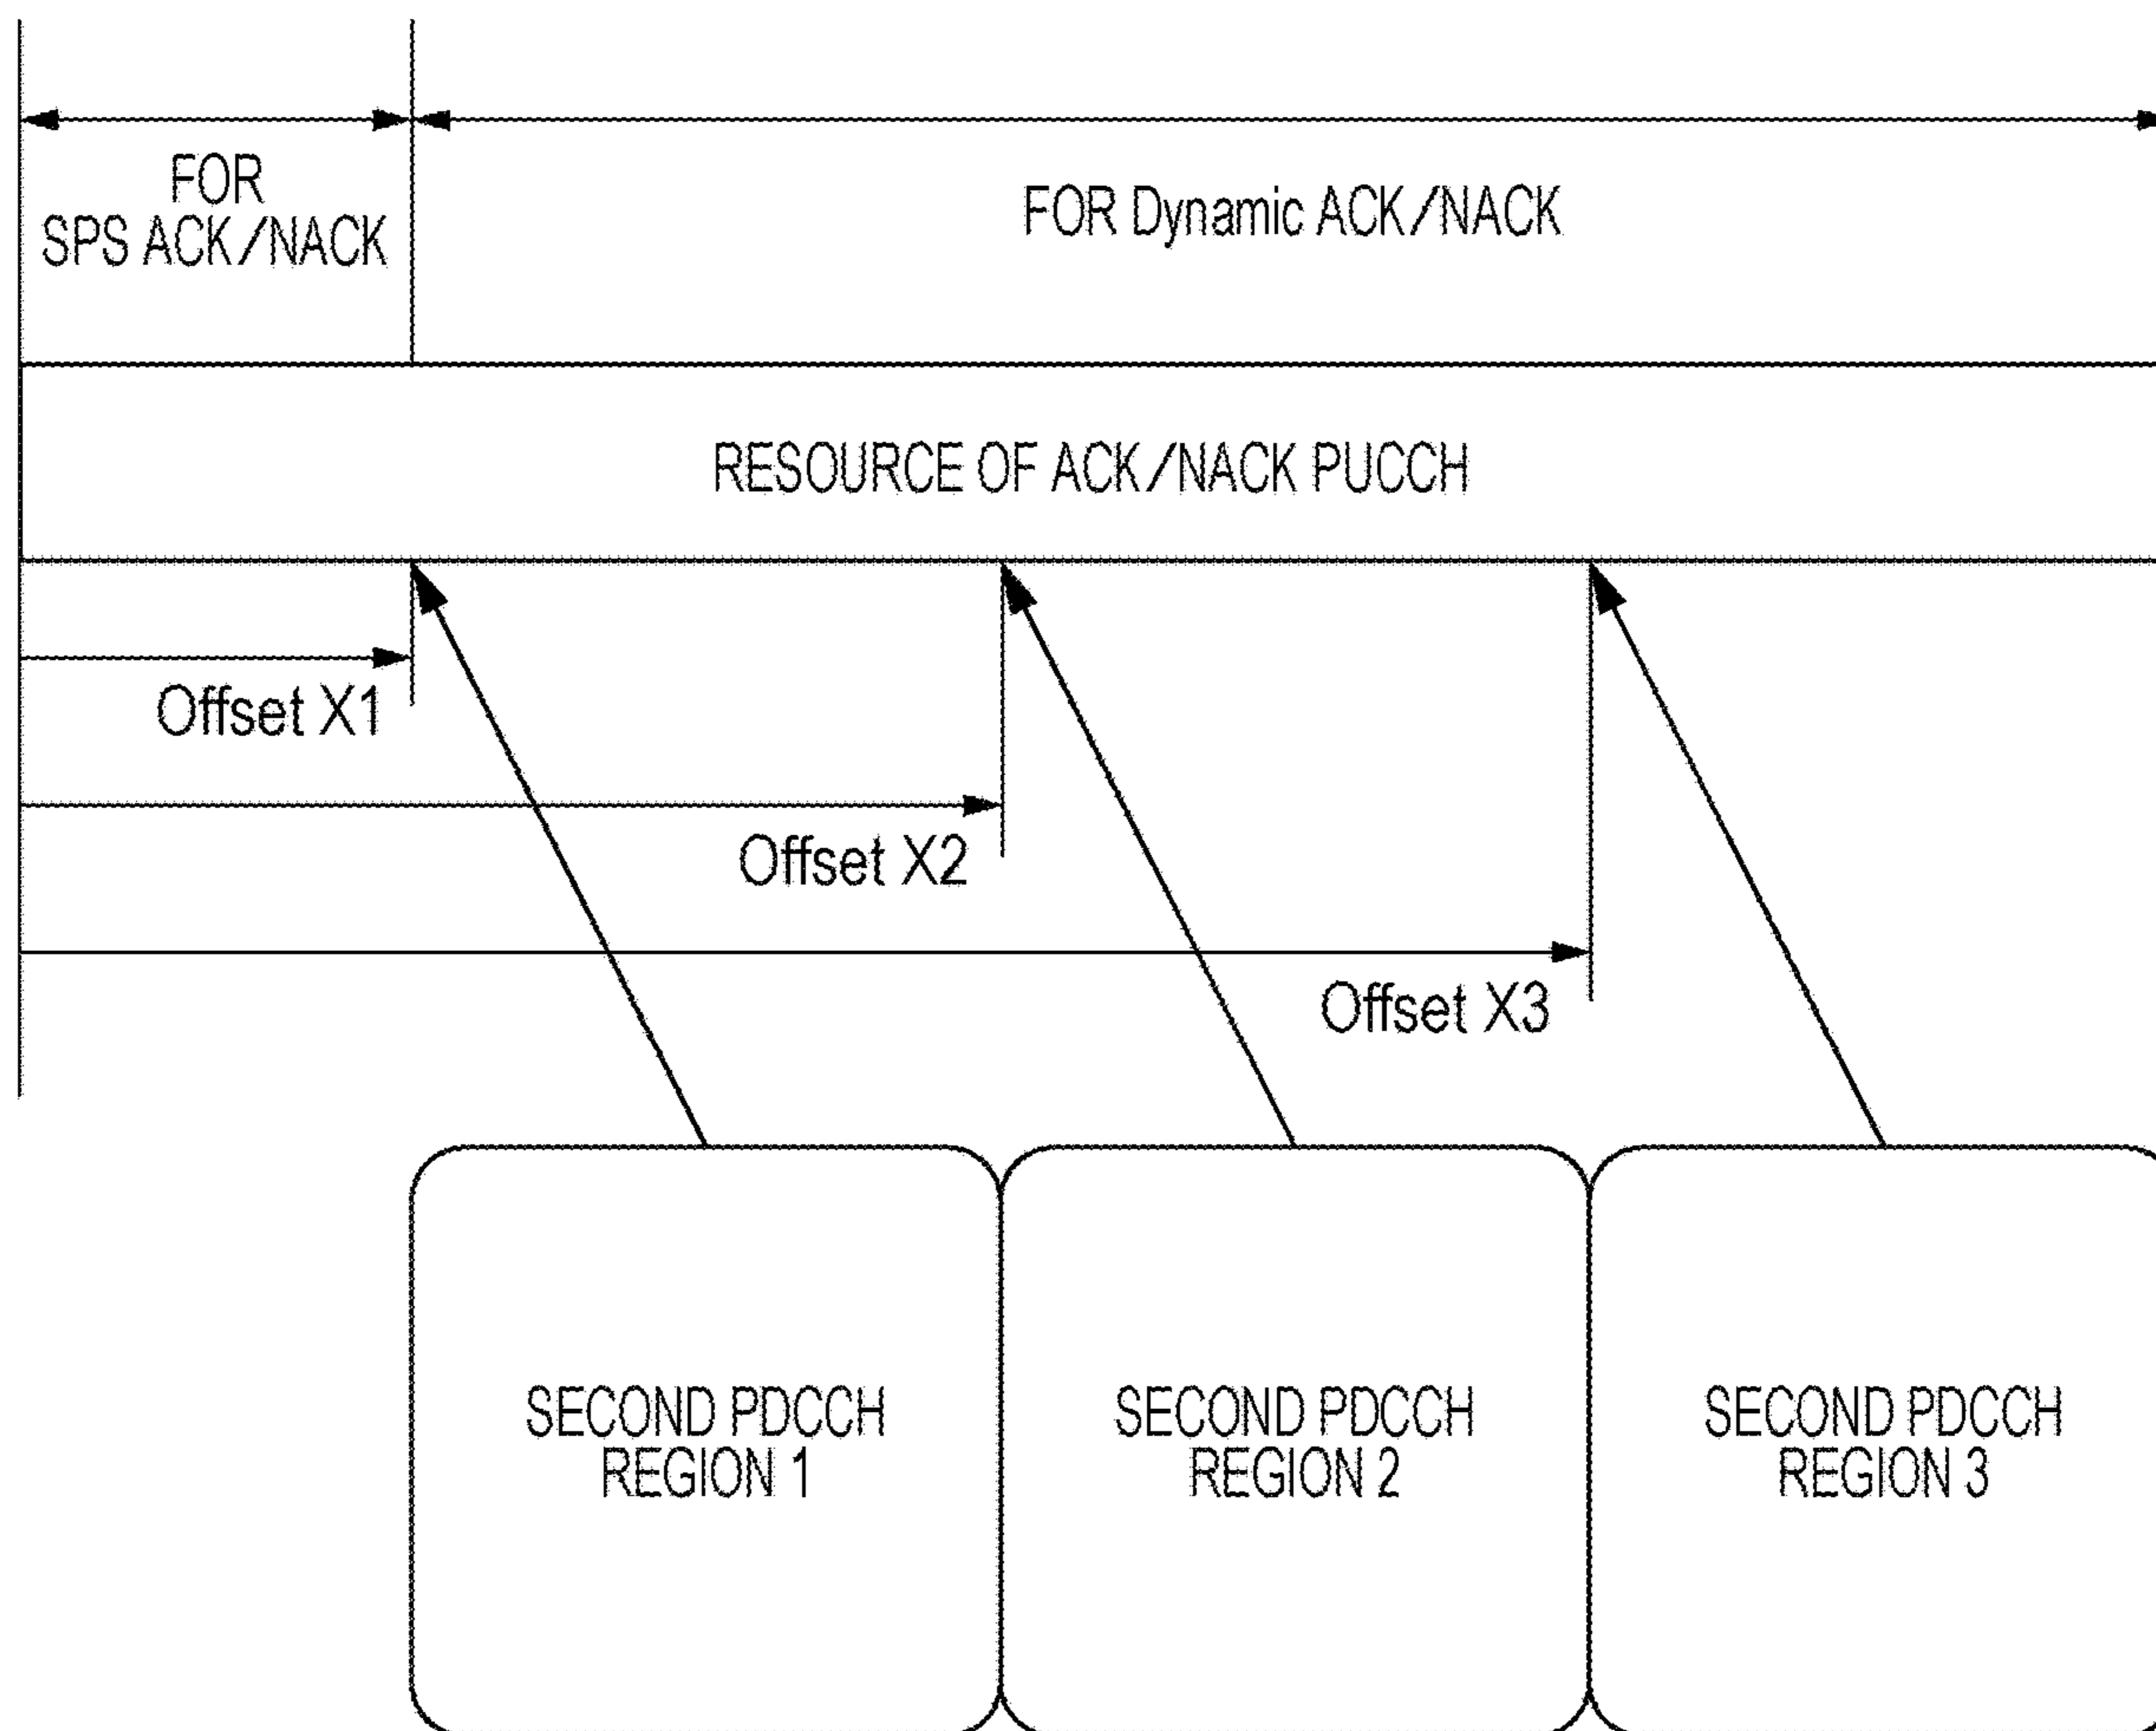 FOR
SPS ACK/NACK
FOR Dynamic ACK/NACK
RESOURCE OF ACK/NACK PUCCH
Offset X1
Offset X2
Offset X3
SECOND PDCCH
REGION 1
SECOND PDCCH
REGION 2
SECOND PDCCH
REGION 3